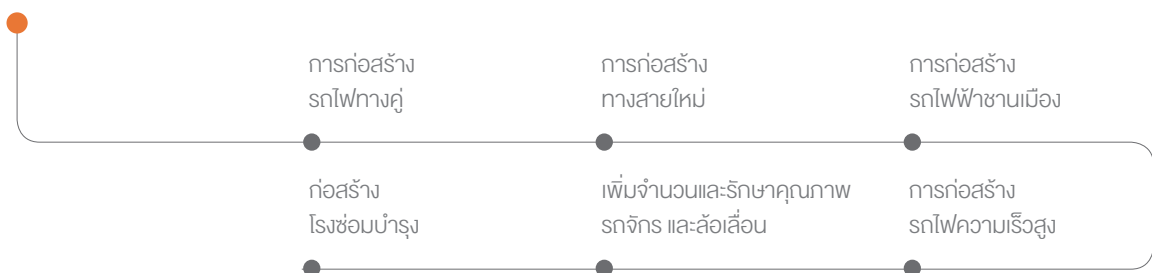 การก่อสร้าง
รถไฟทางคู่
การก่อสร้าง
ทางสายใหม่
การก่อสร้าง
รถไฟฟ้าชานเมือง
ก่อสร้าง
โรงซ่อมบำรุง
เพิ่มจำนวนและรักษาคุณภาพ
รถจักร และล้อเลื่อน
การก่อสร้าง
รถไฟความเร็วสูง